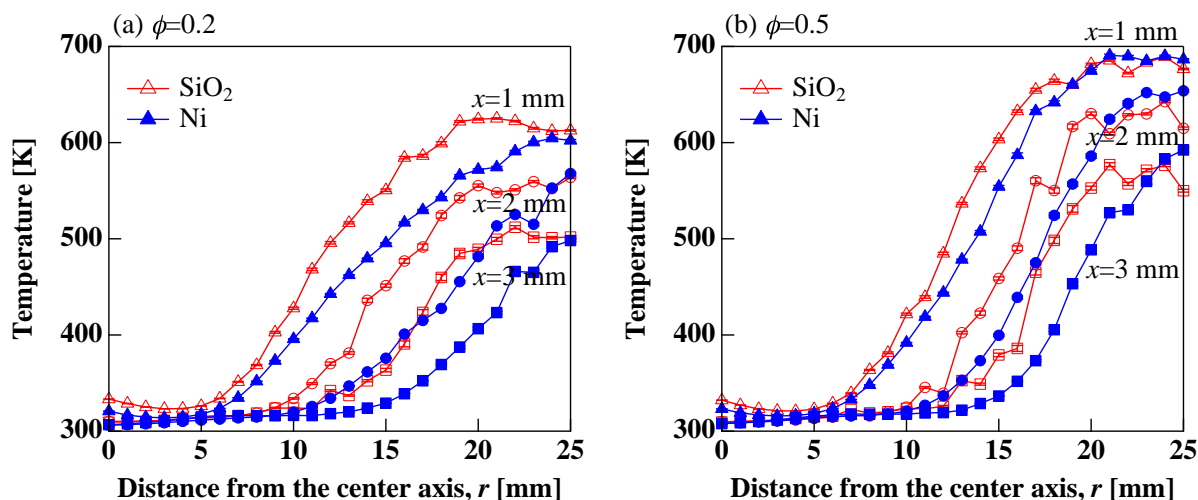 (a) ϕ=0.2
700
600
500
400
300
Temperature [K]
SiO₂
Ni
x=1 mm
x=2 mm
x=3 mm
0 5 10 15 20 25
Distance from the center axis, r [mm]
(b) ϕ=0.5
700
600
500
400
300
Temperature [K]
SiO₂
Ni
x=1 mm
x=2 mm
x=3 mm
0 5 10 15 20 25
Distance from the center axis, r [mm]